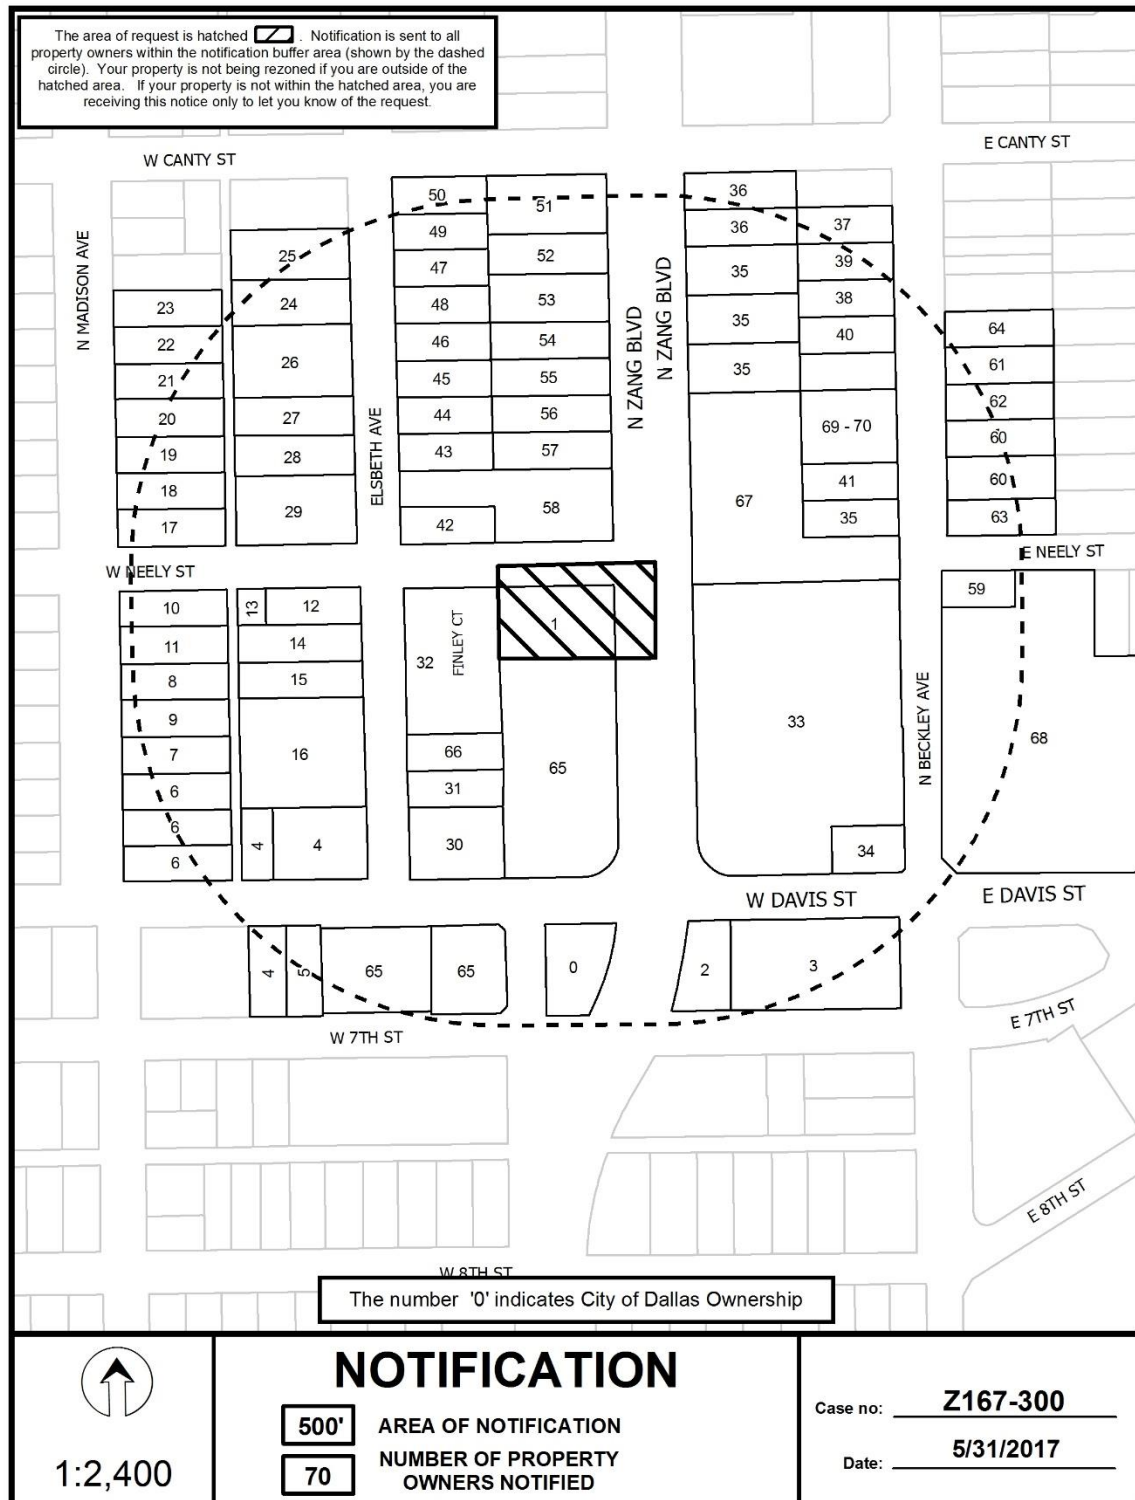 The area of request is hatched . Notification is sent to all
property owners within the notification buffer area (shown by the dashed
circle). Your property is not being rezoned if you are outside of the
hatched area. If your property is not within the hatched area, you are
receiving this notice only to let you know of the request.
W CANTY ST
E CANTY ST
N MADISON AVE
ELSBETH AVE
N ZANG BLVD
N ZANG BLVD
50
51
49
47
52
48
53
46
54
45
55
44
56
43
57
58
42
25
24
26
27
28
29
23
22
21
20
19
18
17
36
36
37
39
35
38
35
40
35
69 - 70
67
41
35
64
61
62
60
60
63
W NEELY ST
E NEELY ST
10
11
8
9
7
6
6
6
13
12
14
15
16
4
4
32
FINLEY CT
66
31
30
1
65
33
34
N BECKLEY AVE
59
68
W DAVIS ST
E DAVIS ST
4
5
65
65
0
2
3
W 7TH ST
E 7TH ST
E 8TH ST
W 8TH ST
The number '0' indicates City of Dallas Ownership
1:2,400
NOTIFICATION
500' AREA OF NOTIFICATION
70 NUMBER OF PROPERTY
OWNERS NOTIFIED
Case no: Z167-300
Date: 5/31/2017